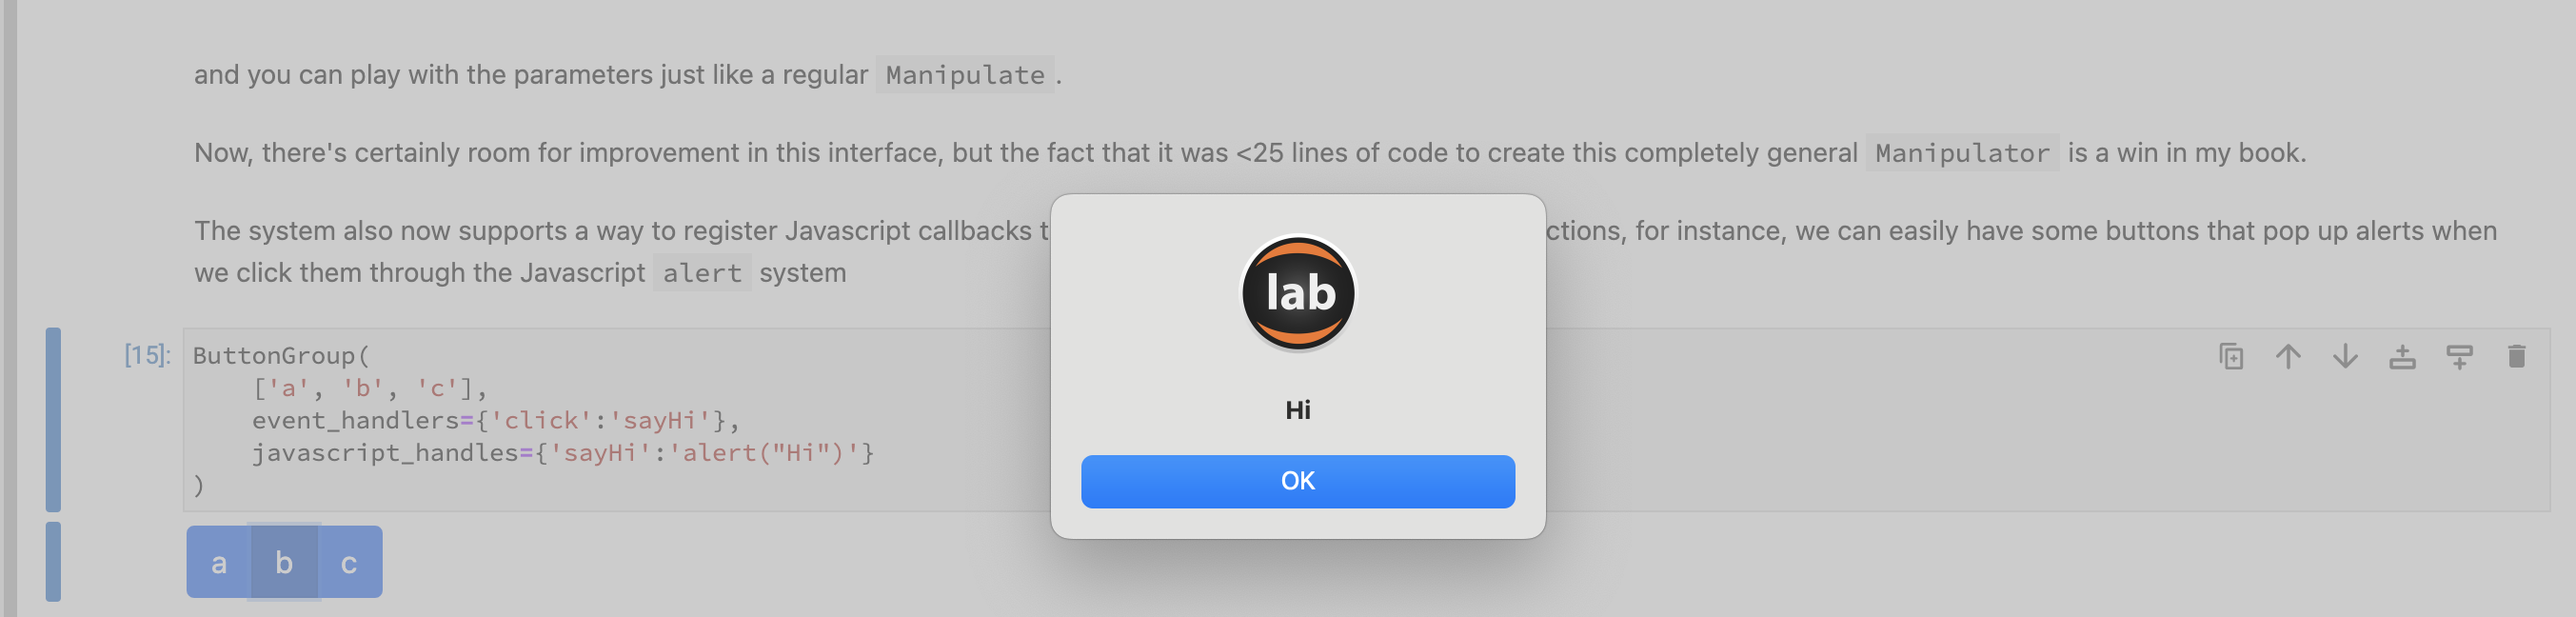 and you can play with the parameters just like a regular Manipulate.
Now, there's certainly room for improvement in this interface, but the fact that it was <25 lines of code to create this completely general Manipulator is a win in my book.
The system also now supports a way to register Javascript callbacks t
ctions, for instance, we can easily have some buttons that pop up alerts when
we click them through the Javascript alert system
lab
Hi
OK
[15]:
ButtonGroup(
    ['a', 'b', 'c'],
    event_handlers={'click':'sayHi'},
    javascript_handles={'sayHi':'alert("Hi")'}
)
a b c